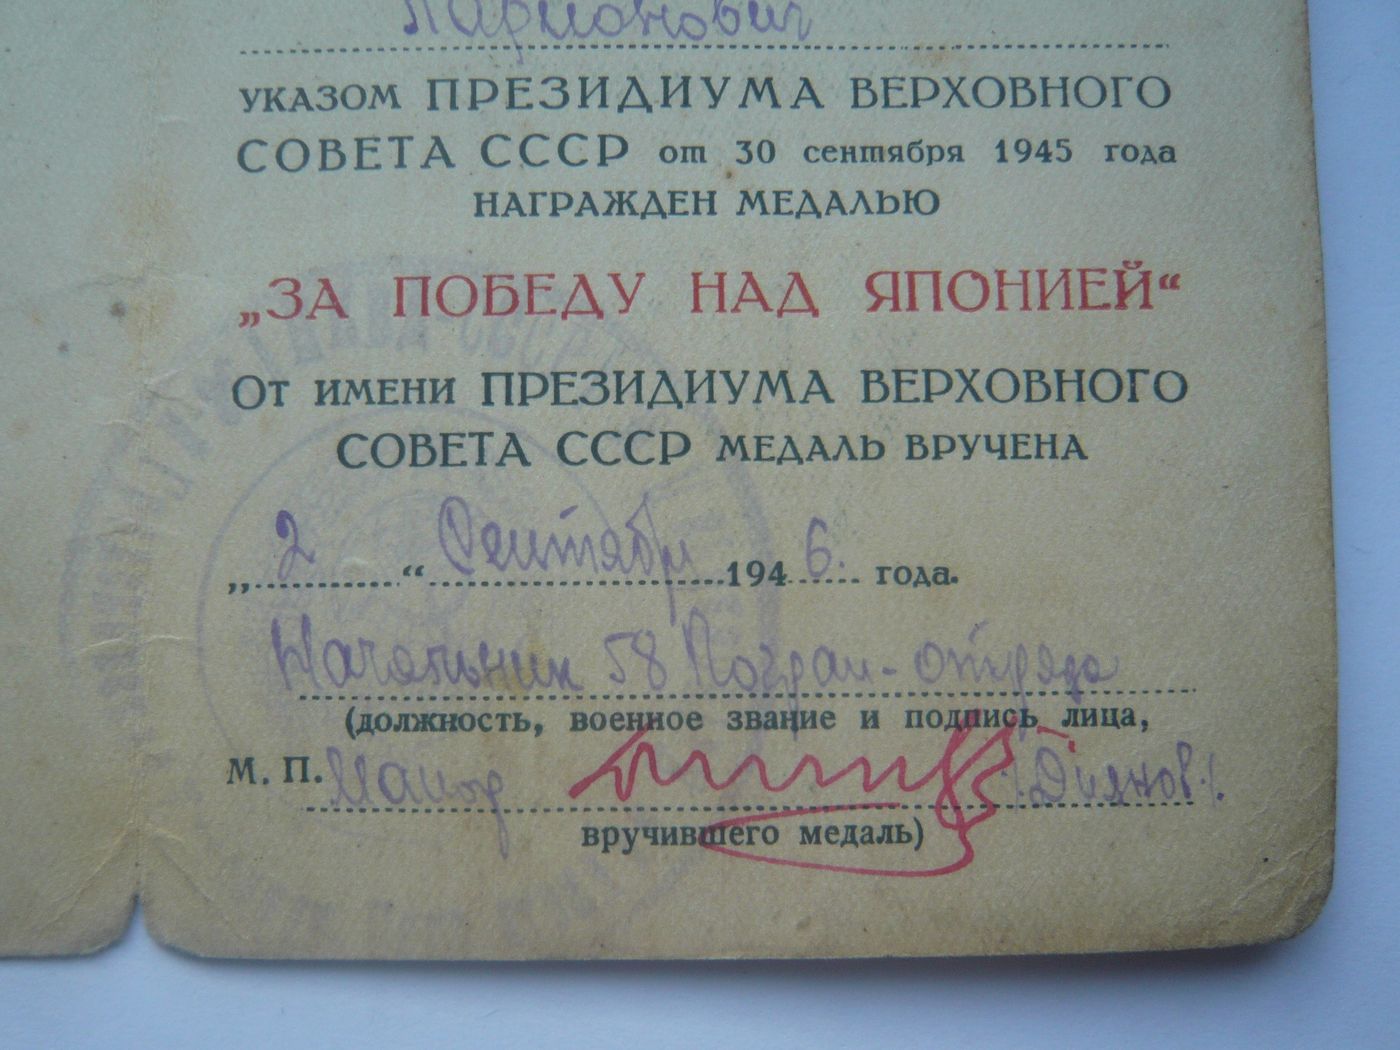 Ларионович
УКАЗОМ ПРЕЗИДИУМА ВЕРХОВНОГО
СОВЕТА СССР от 30 сентября 1945 года
НАГРАЖДЕН МЕДАЛЬЮ
„ЗА ПОБЕДУ НАД ЯПОНИЕЙ“
От имени ПРЕЗИДИУМА ВЕРХОВНОГО
СОВЕТА СССР МЕДАЛЬ ВРУЧЕНА
„2“ Сентября 1946. года.
Начальник 58 Погран-отряда
(должность, военное звание и подпись лица,
М. П. Майор /Диянов./.
вручившего медаль)